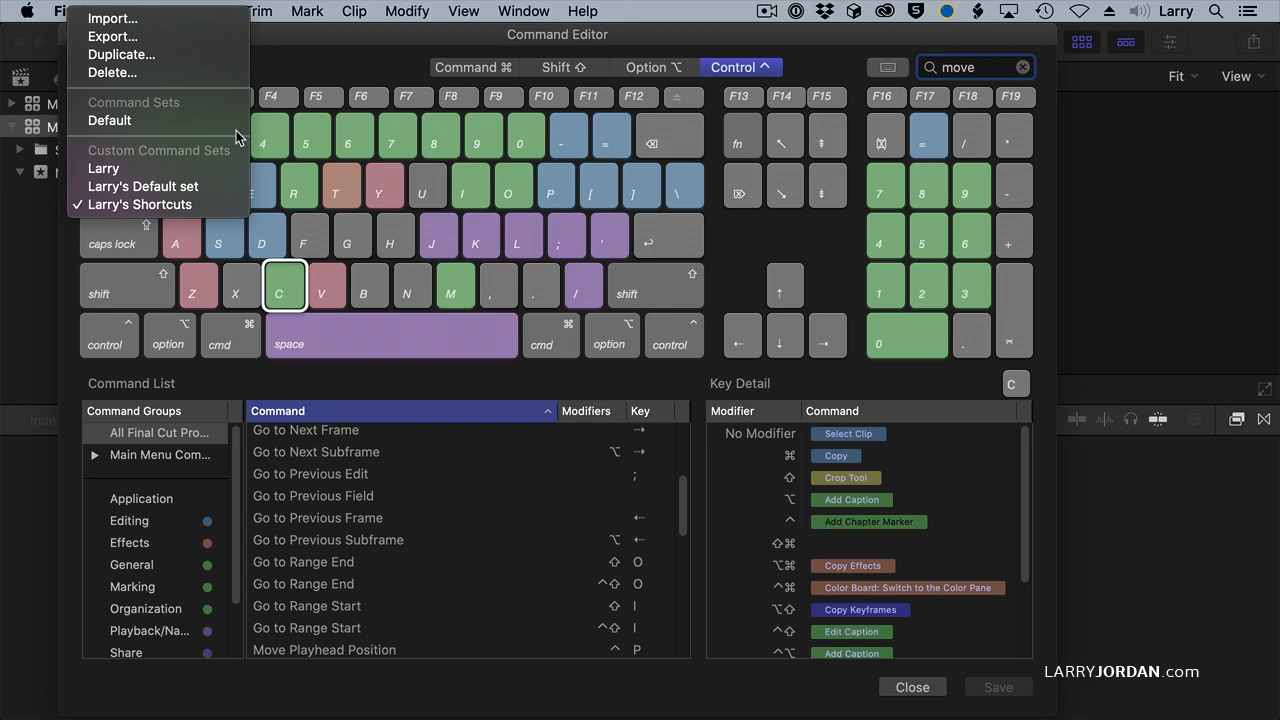 Fi Trim Mark Clip Modify View Window Help Larry
Import...
Export...
Duplicate...
Delete...
Command Sets
Default
Custom Command Sets
Larry
Larry's Default set
✓ Larry's Shortcuts
Command Editor
Command ⌘ Shift ⇧ Option ⌥ Control ^ move
Fit View
F4 F5 F6 F7 F8 F9 F10 F11 F12 F13 F14 F15 F16 F17 F18 F19
4 5 6 7 8 9 0 - = ⌫ fn ↖ ↗ ⌧ = / *
E R T Y U I O P [ ] \ ⌦ ↘ ⇟ 7 8 9 -
caps lock A S D F G H J K L ; ' ↩ 4 5 6 +
shift Z X C V B N M , . / shift ↑ 1 2 3
control option cmd space cmd option control ← ↓ → 0 . ⌤
Command List
Key Detail C
Command Groups
All Final Cut Pro...
Main Menu Com...
Application
Editing
Effects
General
Marking
Organization
Playback/Na...
Share
Command Modifiers Key
Go to Next Frame ⇢
Go to Next Subframe ⌥ ⇢
Go to Previous Edit ;
Go to Previous Field
Go to Previous Frame ⇠
Go to Previous Subframe ⌥ ⇠
Go to Range End ⇧ O
Go to Range End ^⇧ O
Go to Range Start ⇧ I
Go to Range Start ^⇧ I
Move Playhead Position ^ P
Modifier Command
No Modifier Select Clip
⌘ Copy
⇧ Crop Tool
⌥ Add Caption
^ Add Chapter Marker
⇧⌘
⌥⌘ Copy Effects
^⌘ Color Board: Switch to the Color Pane
⌥⇧ Copy Keyframes
^⇧ Edit Caption
^⌥ Add Caption
Inde
Close Save
LARRYJORDAN.com